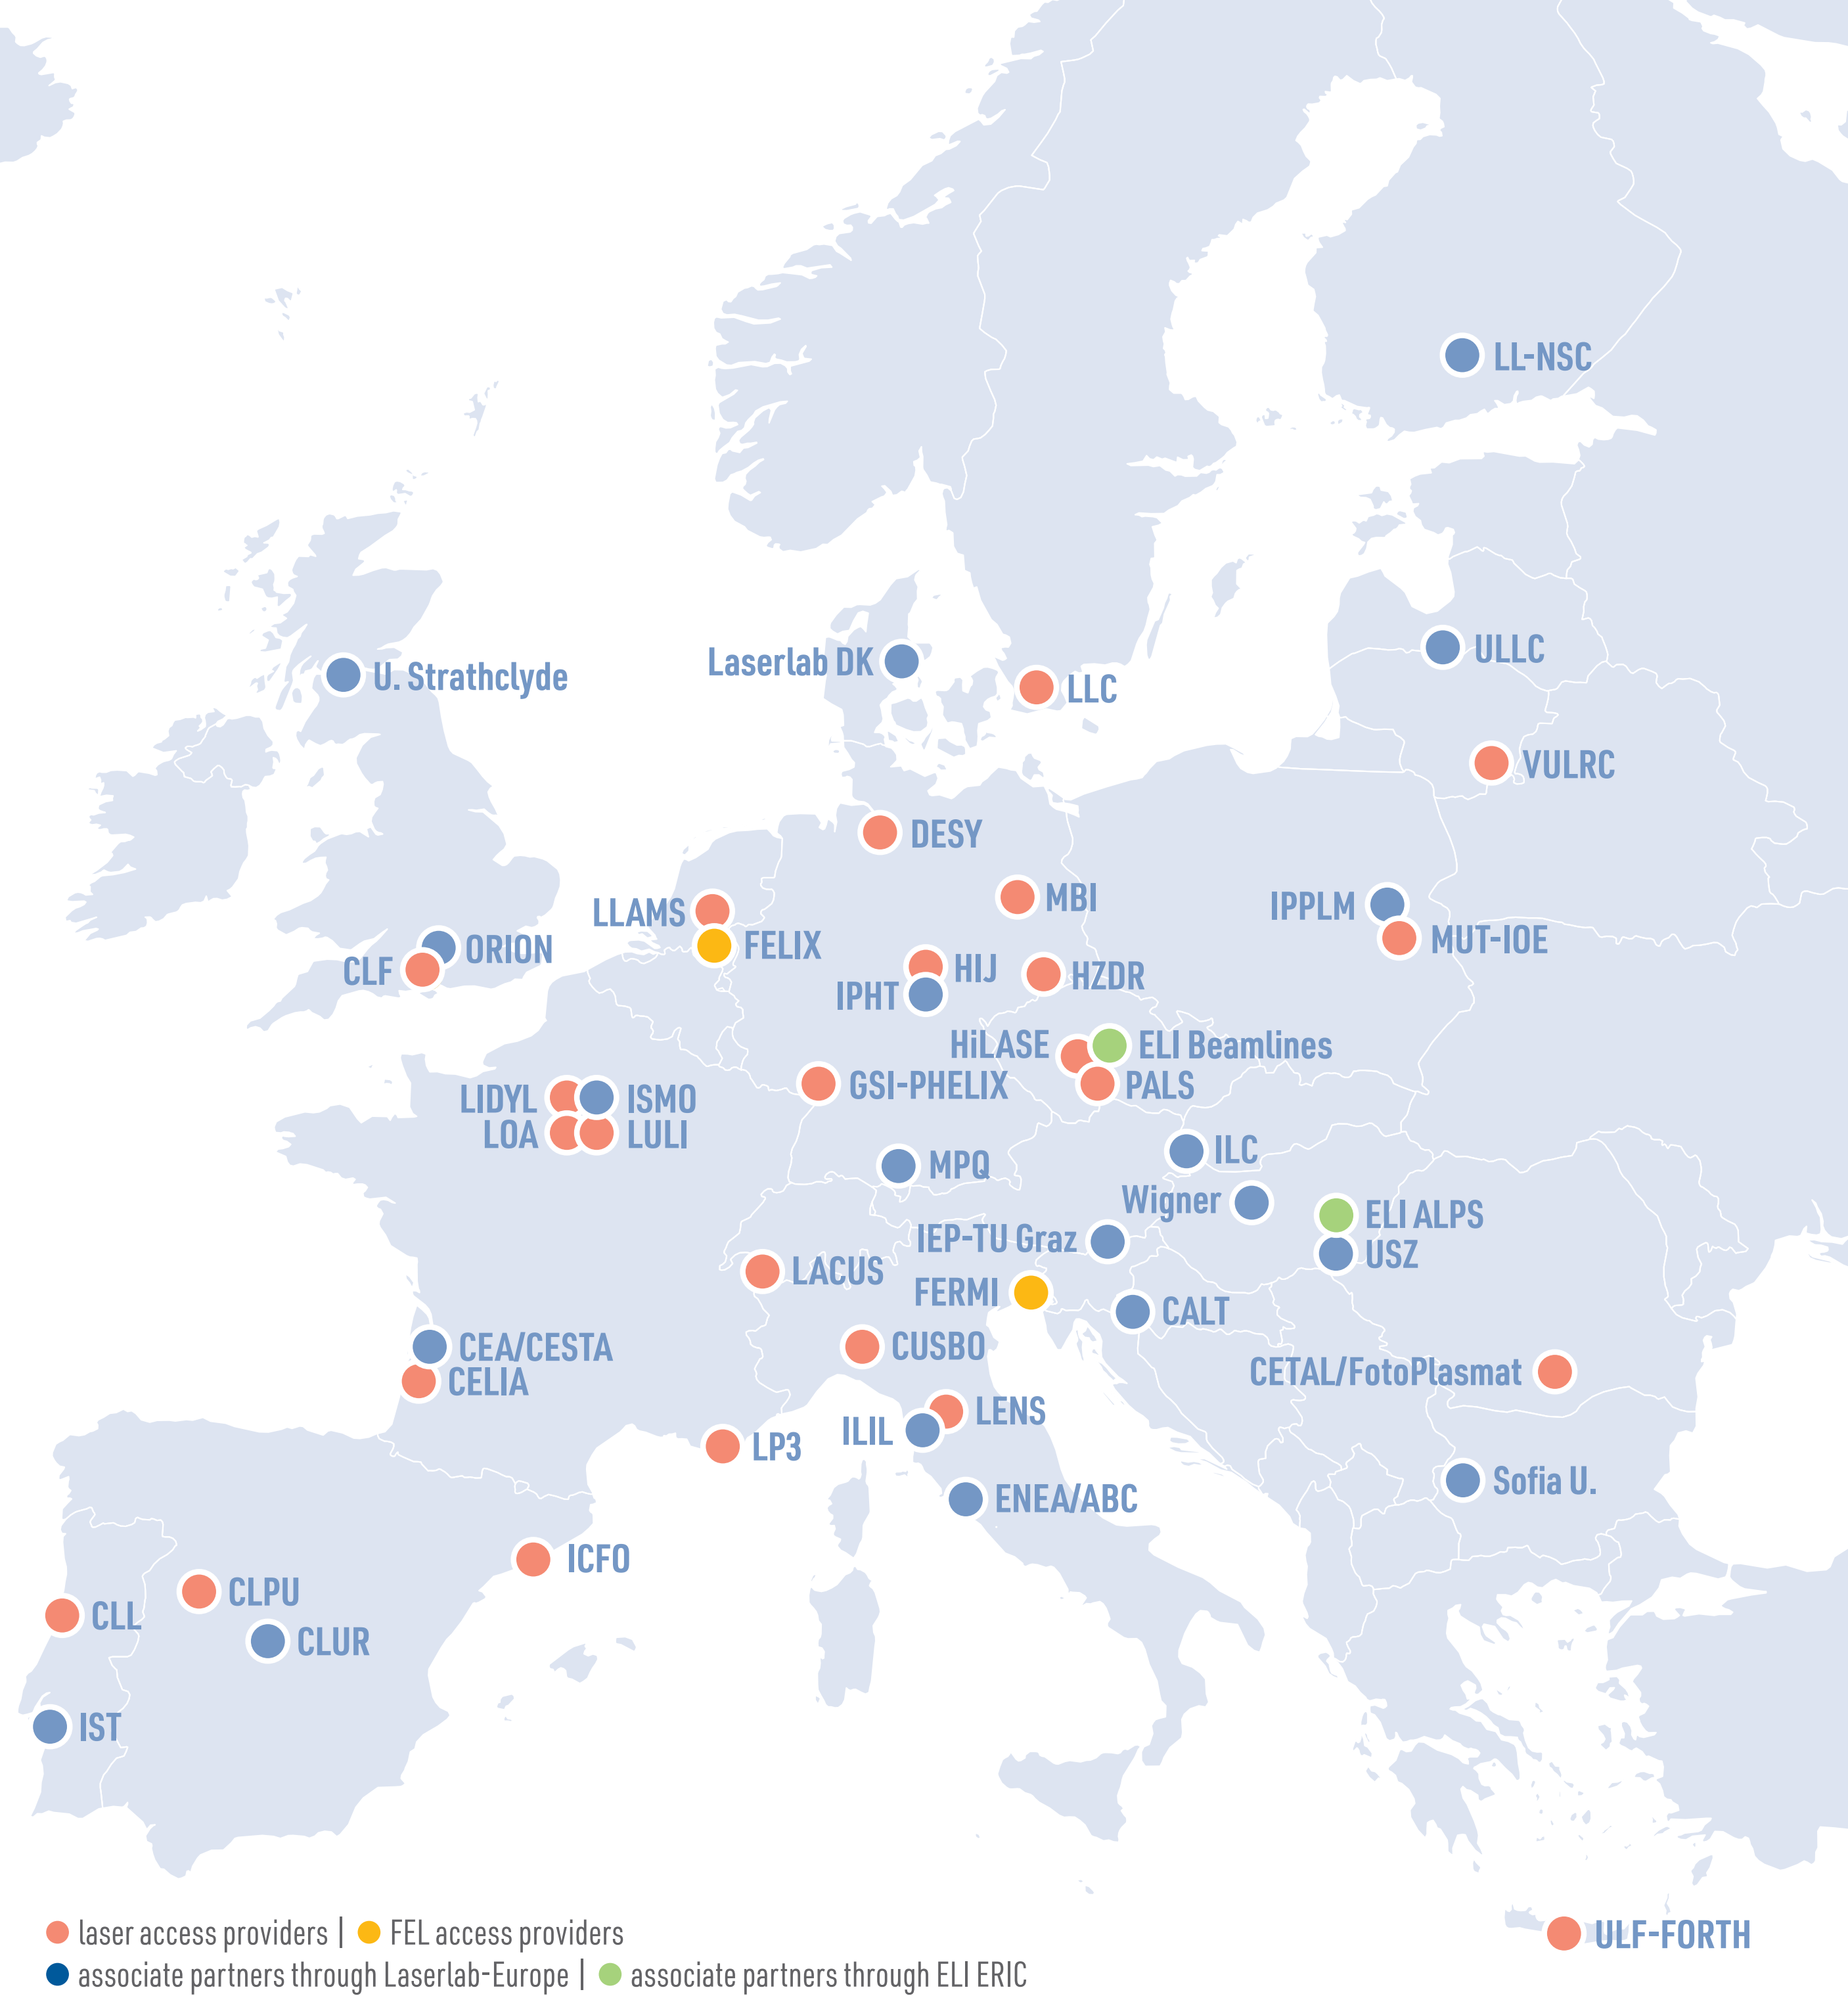 LL-NSC
ULLC
U. Strathclyde
Laserlab DK
LLC
VULRC
DESY
MBI
LLAMS
IPPLM
FELIX
MUT-IOE
ORION
CLF
HIJ
HZDR
IPHT
HiLASE
ELI Beamlines
GSI-PHELIX
PALS
LIDYL
ISMO
LOA
LULI
ILC
MPQ
Wigner
ELI ALPS
IEP-TU Graz
USZ
LACUS
FERMI
CALT
CEA/CESTA
CUSBO
CELIA
CETAL/FotoPlasmat
LENS
ILIL
LP3
Sofia U.
ENEA/ABC
ICFO
CLPU
CLL
CLUR
IST
ULF-FORTH
laser access providers | FEL access providers
associate partners through Laserlab-Europe | associate partners through ELI ERIC